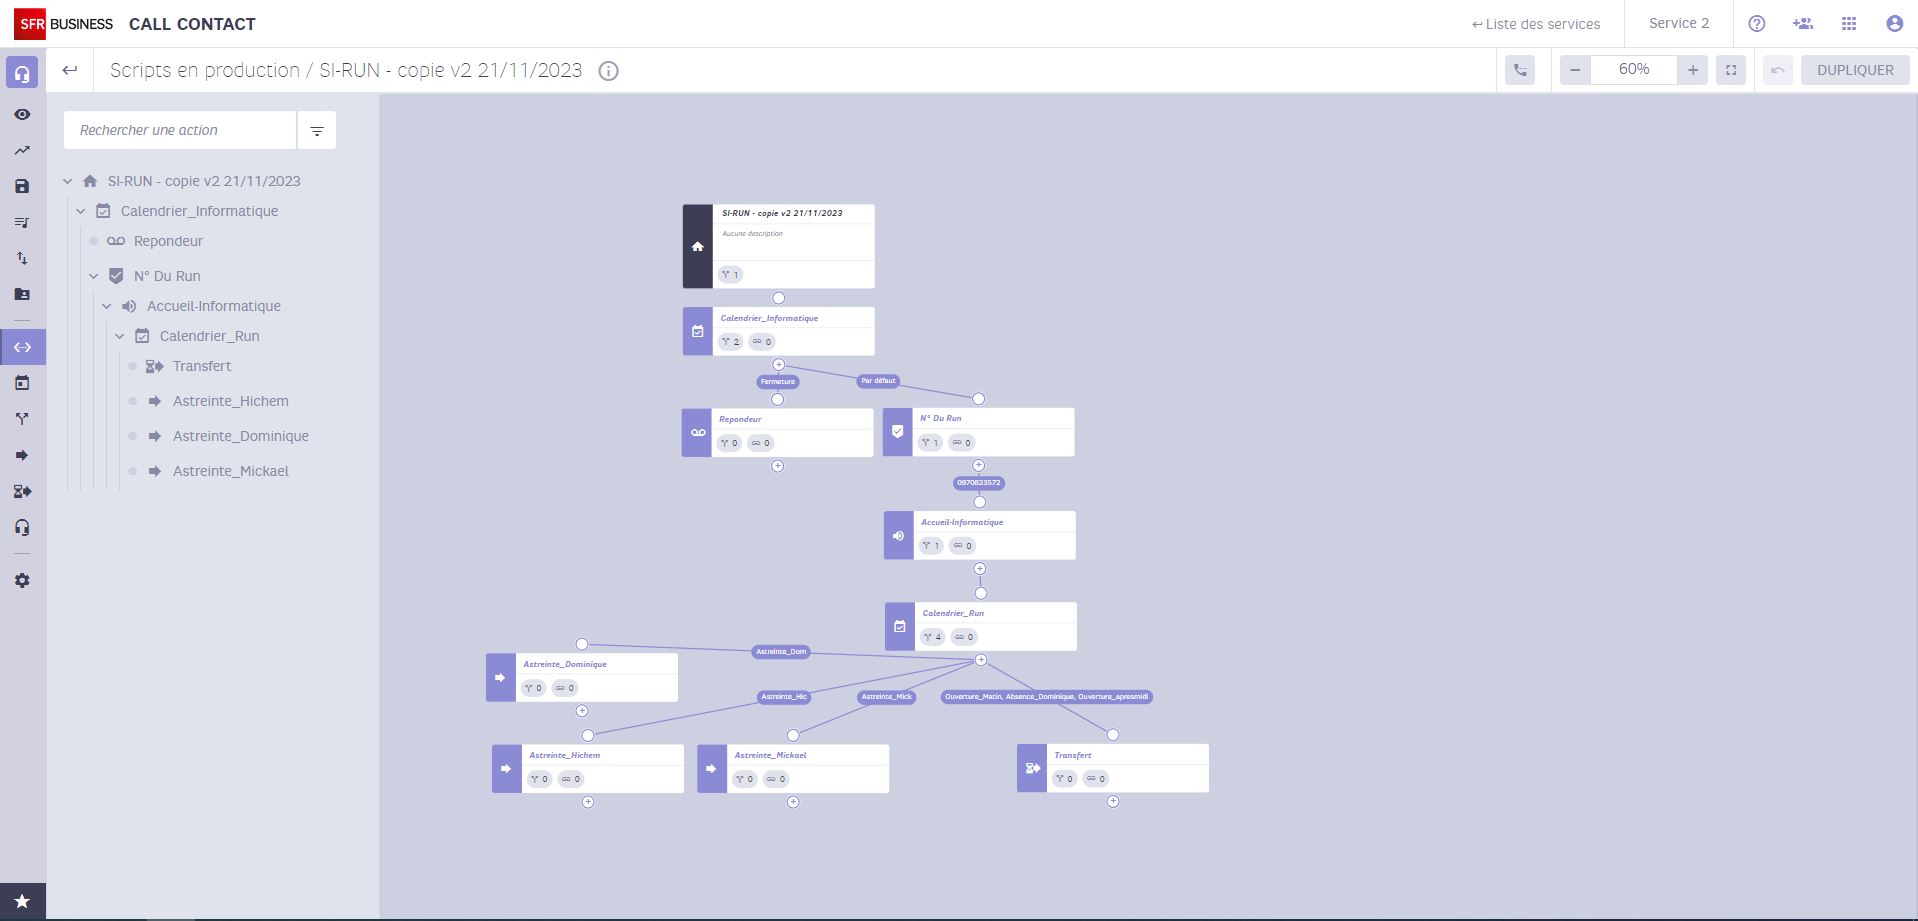 SFR BUSINESS CALL CONTACT
↩ Liste des services
Service 2
Scripts en production / SI-RUN - copie v2 21/11/2023
60%
DUPLIQUER
Rechercher une action
SI-RUN - copie v2 21/11/2023
Calendrier_Informatique
Repondeur
N° Du Run
Accueil-Informatique
Calendrier_Run
Transfert
Astreinte_Hichem
Astreinte_Dominique
Astreinte_Mickael
SI-RUN - copie v2 21/11/2023
Aucune description
1
Calendrier_Informatique
2 0
Fermeture
Par défaut
Repondeur
0 0
N° Du Run
1 0
0970823572
Accueil-Informatique
1 0
Calendrier_Run
4 0
Astreinte_Dom
Astreinte_Dominique
0 0
Astreinte_Hic
Astreinte_Mick
Ouverture_Matin, Absence_Dominique, Ouverture_apresmidi
Astreinte_Hichem
0 0
Astreinte_Mickael
0 0
Transfert
0 0